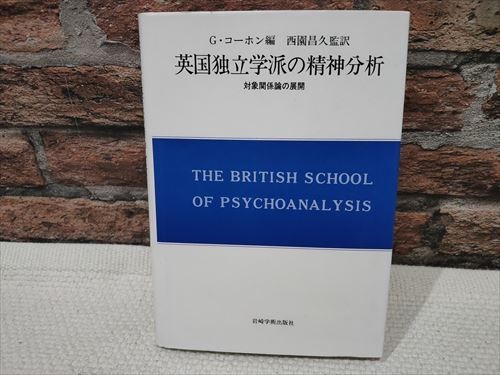 G・コーホン編 西園昌久監訳
英国独立学派の精神分析
対象関係論の展開
THE BRITISH SCHOOL
OF PSYCHOANALYSIS
岩崎学術出版社